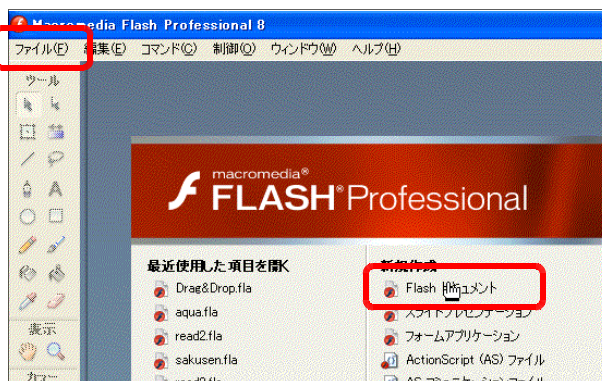 Macromedia Flash Professional 8
ファイル(F) 編集(E) コマンド(C) 制御(O) ウィンドウ(W) ヘルプ(H)
ツール
macromedia®
FLASH® Professional
最近使用した項目を開く
Drag&Drop.fla
aqua.fla
read2.fla
sakusen.fla
新規作成
Flash ドキュメント
スライドプレゼンテーション
フォームアプリケーション
ActionScript (AS) ファイル
表示
カラー